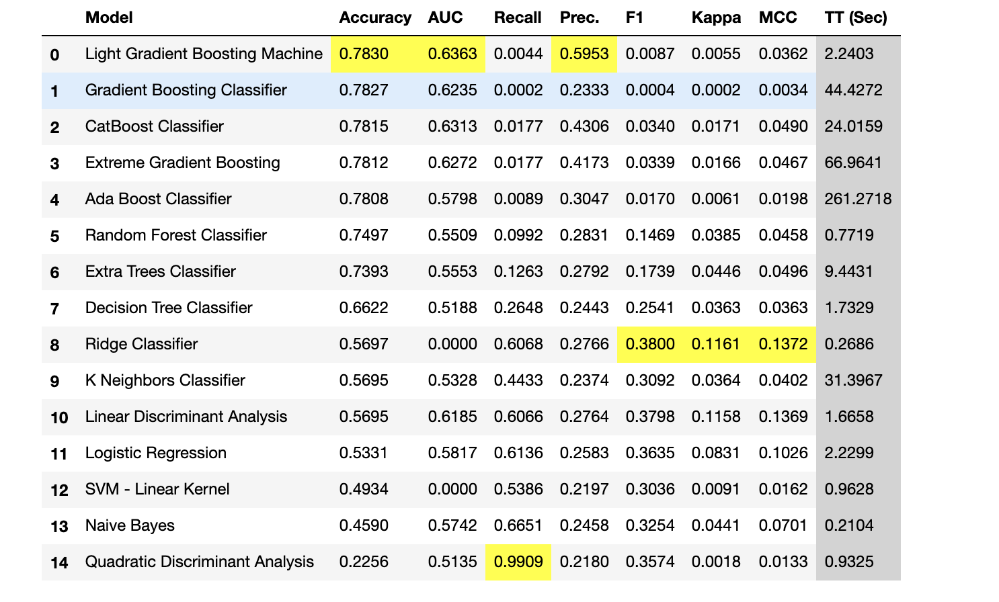 Model Accuracy AUC Recall Prec. F1 Kappa MCC TT (Sec)
0 Light Gradient Boosting Machine 0.7830 0.6363 0.0044 0.5953 0.0087 0.0055 0.0362 2.2403
1 Gradient Boosting Classifier 0.7827 0.6235 0.0002 0.2333 0.0004 0.0002 0.0034 44.4272
2 CatBoost Classifier 0.7815 0.6313 0.0177 0.4306 0.0340 0.0171 0.0490 24.0159
3 Extreme Gradient Boosting 0.7812 0.6272 0.0177 0.4173 0.0339 0.0166 0.0467 66.9641
4 Ada Boost Classifier 0.7808 0.5798 0.0089 0.3047 0.0170 0.0061 0.0198 261.2718
5 Random Forest Classifier 0.7497 0.5509 0.0992 0.2831 0.1469 0.0385 0.0458 0.7719
6 Extra Trees Classifier 0.7393 0.5553 0.1263 0.2792 0.1739 0.0446 0.0496 9.4431
7 Decision Tree Classifier 0.6622 0.5188 0.2648 0.2443 0.2541 0.0363 0.0363 1.7329
8 Ridge Classifier 0.5697 0.0000 0.6068 0.2766 0.3800 0.1161 0.1372 0.2686
9 K Neighbors Classifier 0.5695 0.5328 0.4433 0.2374 0.3092 0.0364 0.0402 31.3967
10 Linear Discriminant Analysis 0.5695 0.6185 0.6066 0.2764 0.3798 0.1158 0.1369 1.6658
11 Logistic Regression 0.5331 0.5817 0.6136 0.2583 0.3635 0.0831 0.1026 2.2299
12 SVM - Linear Kernel 0.4934 0.0000 0.5386 0.2197 0.3036 0.0091 0.0162 0.9628
13 Naive Bayes 0.4590 0.5742 0.6651 0.2458 0.3254 0.0441 0.0701 0.2104
14 Quadratic Discriminant Analysis 0.2256 0.5135 0.9909 0.2180 0.3574 0.0018 0.0133 0.9325